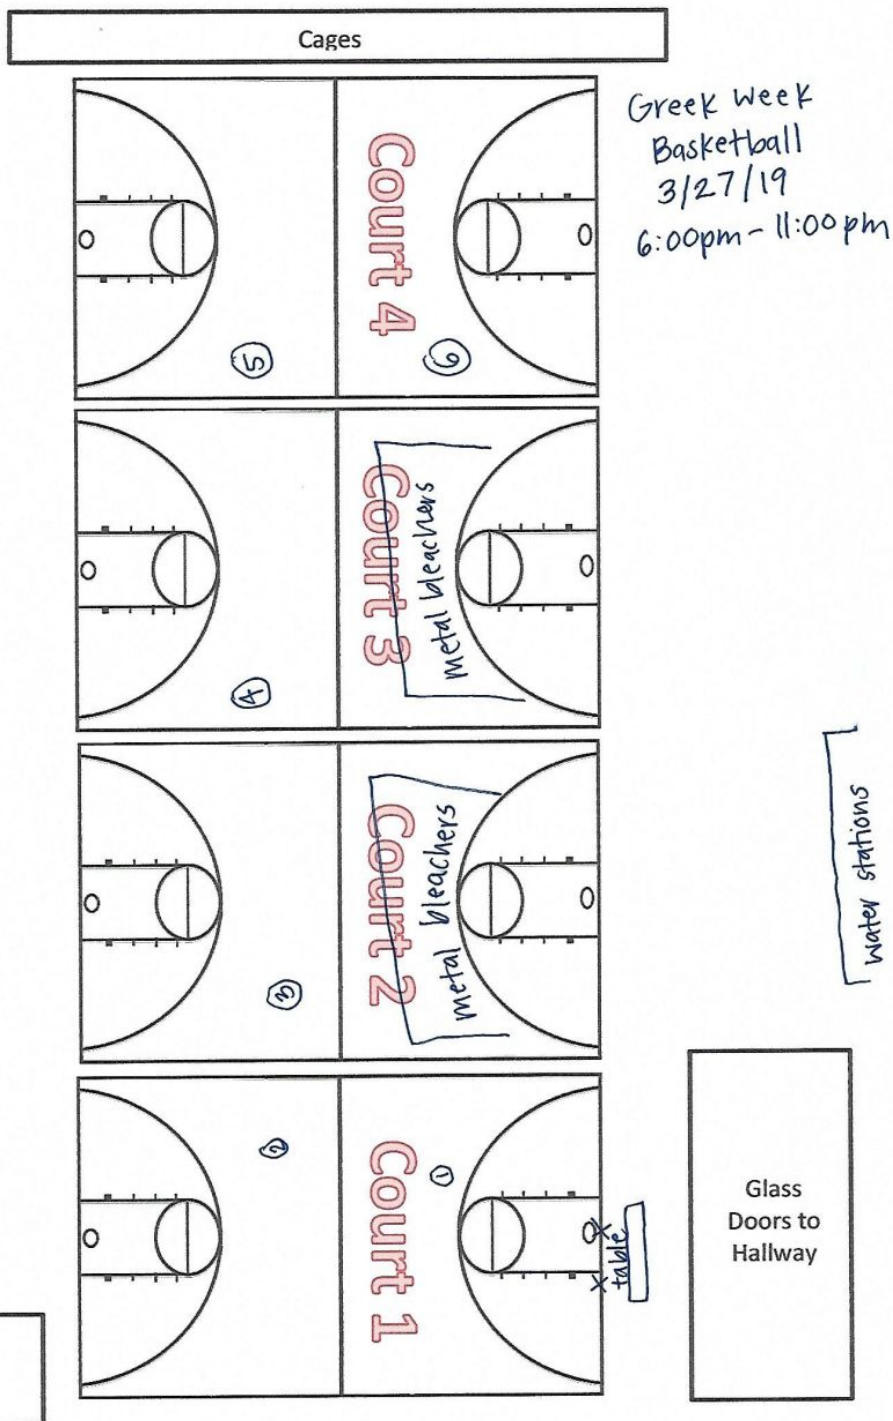 Cages
Greek Week
Basketball
3/27/19
6:00pm - 11:00pm
Court 4
5
6
Court 3
metal bleachers
4
Court 2
metal bleachers
3
water stations
Court 1
2
1
table
Glass
Doors to
Hallway